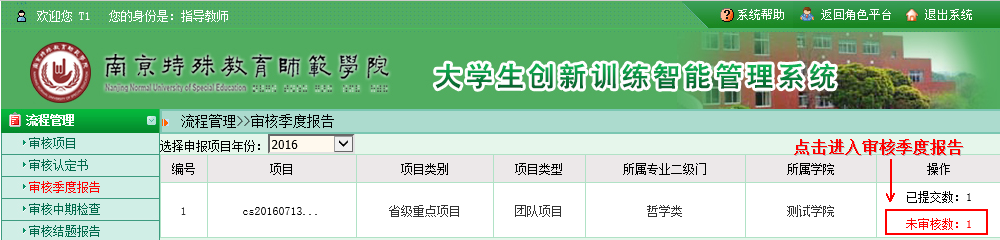 欢迎您 T1 您的身份是：指导教师
系统帮助 返回角色平台 退出系统
南京特殊教育師範學院
Nanjing Normal University of Special Education
大学生创新训练智能管理系统
流程管理
审核项目
审核认定书
审核季度报告
审核中期检查
审核结题报告
流程管理>>审核季度报告
选择申报项目年份： 2016
点击进入审核季度报告
编号 项目 项目类别 项目类型 所属专业二级门 所属学院 操作
1 cs20160713... 省级重点项目 团队项目 哲学类 测试学院 已提交数：1
未审核数：1